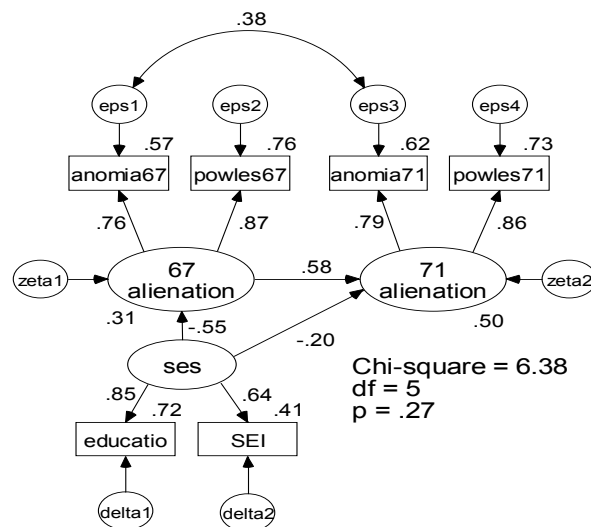 .38
eps1
eps2
eps3
eps4
.57
.76
.62
.73
anomia67
powles67
anomia71
powles71
.76
.87
.79
.86
zeta1
67
alienation
.58
71
alienation
zeta2
.31
-.55
.50
-.20
ses
Chi-square = 6.38
df = 5
p = .27
.85
.72
.64
.41
educatio
SEI
delta1
delta2